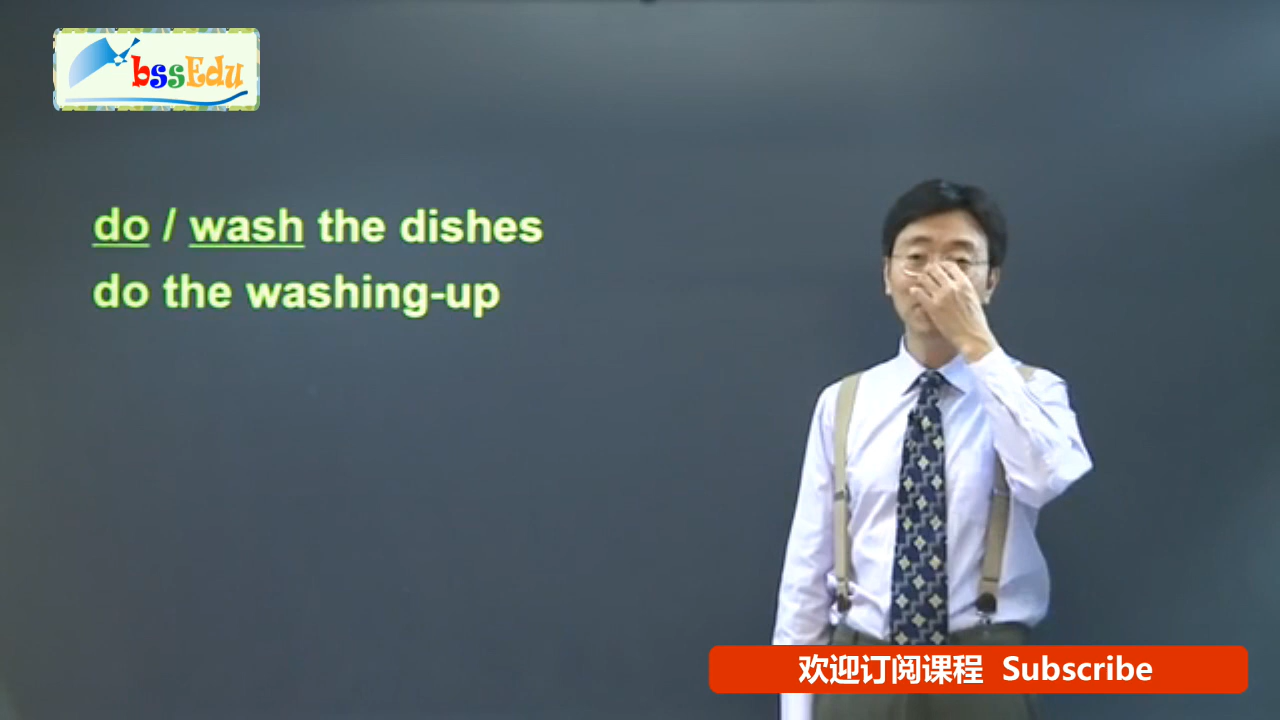 bssEdu
do / wash the dishes
do the washing-up
欢迎订阅课程 Subscribe